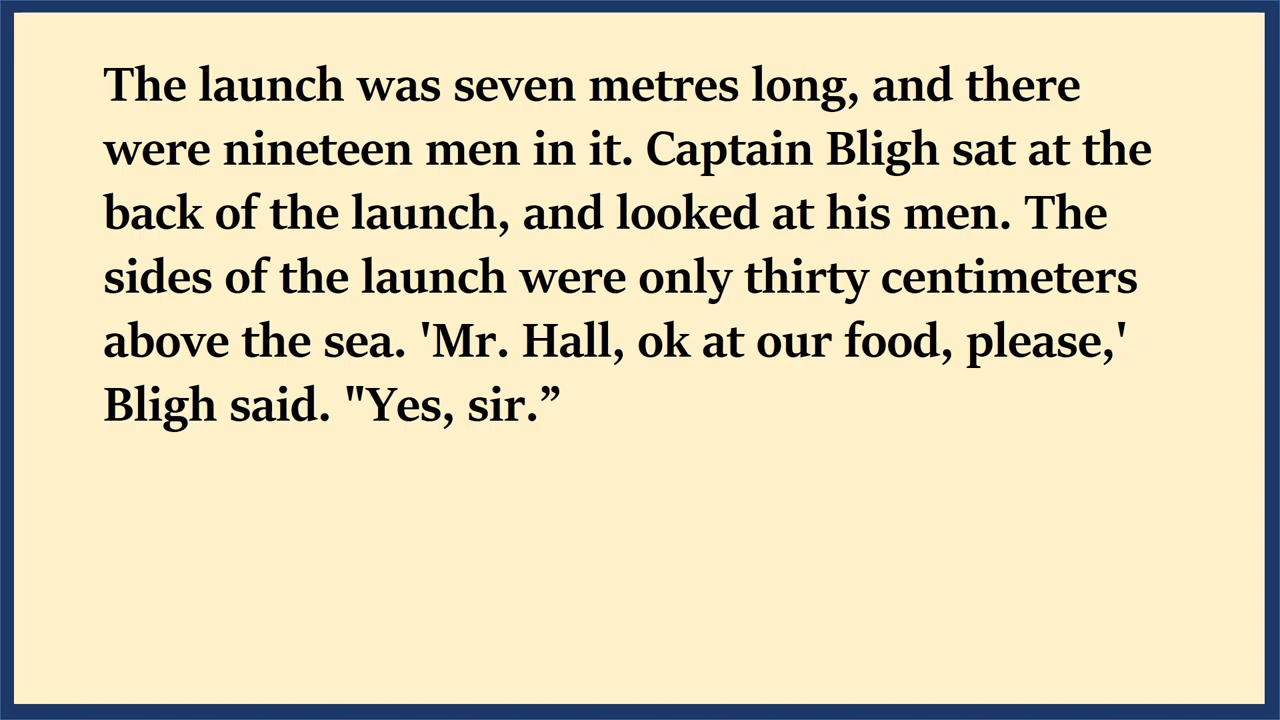 The launch was seven metres long, and there
were nineteen men in it. Captain Bligh sat at the
back of the launch, and looked at his men. The
sides of the launch were only thirty centimeters
above the sea. 'Mr. Hall, ok at our food, please,'
Bligh said. "Yes, sir.”